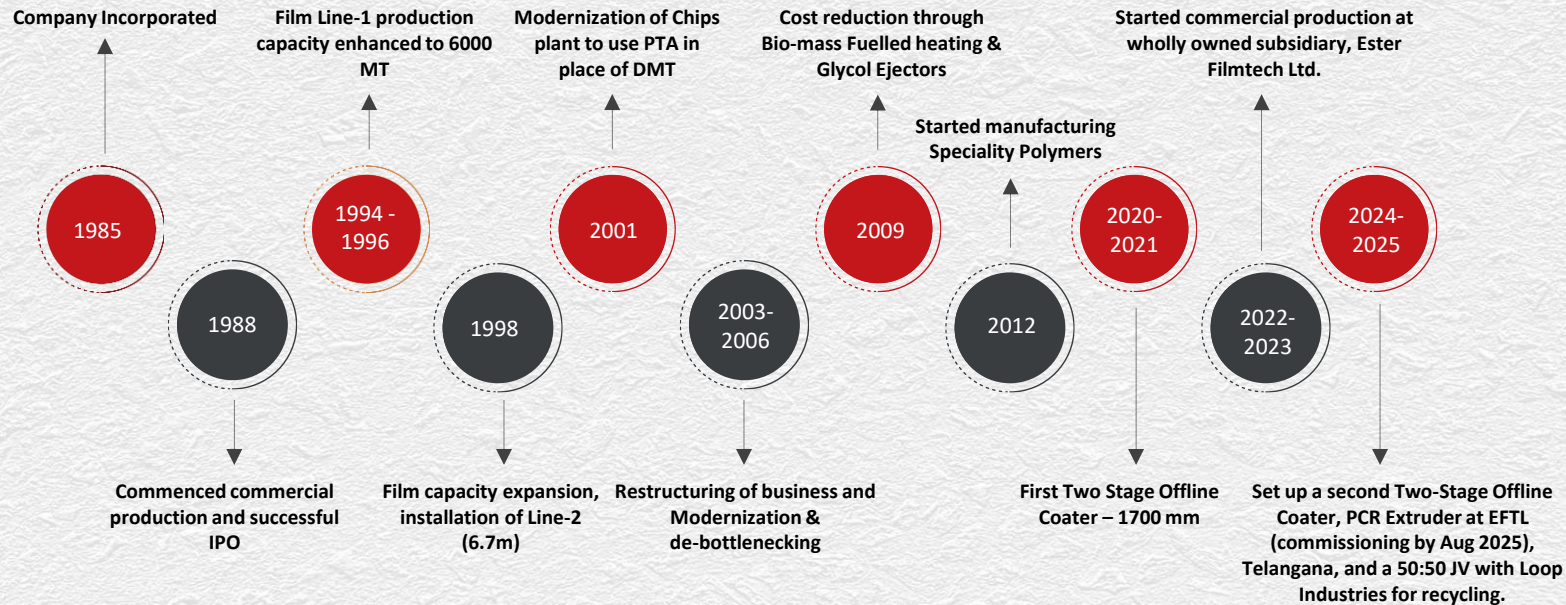 Company Incorporated
1985
Commenced commercial
production and successful
IPO
1988
Film Line-1 production
capacity enhanced to 6000
MT
1994 -
1996
Film capacity expansion,
installation of Line-2
(6.7m)
1998
Modernization of Chips
plant to use PTA in
place of DMT
2001
Restructuring of business and
Modernization &
de-bottlenecking
2003-
2006
Cost reduction through
Bio-mass Fuelled heating &
Glycol Ejectors
2009
Started manufacturing
Speciality Polymers
2012
First Two Stage Offline
Coater – 1700 mm
2020-
2021
Started commercial production at
wholly owned subsidiary, Ester
Filmtech Ltd.
2022-
2023
Set up a second Two-Stage Offline
Coater, PCR Extruder at EFTL
(commissioning by Aug 2025),
Telangana, and a 50:50 JV with Loop
Industries for recycling.
2024-
2025